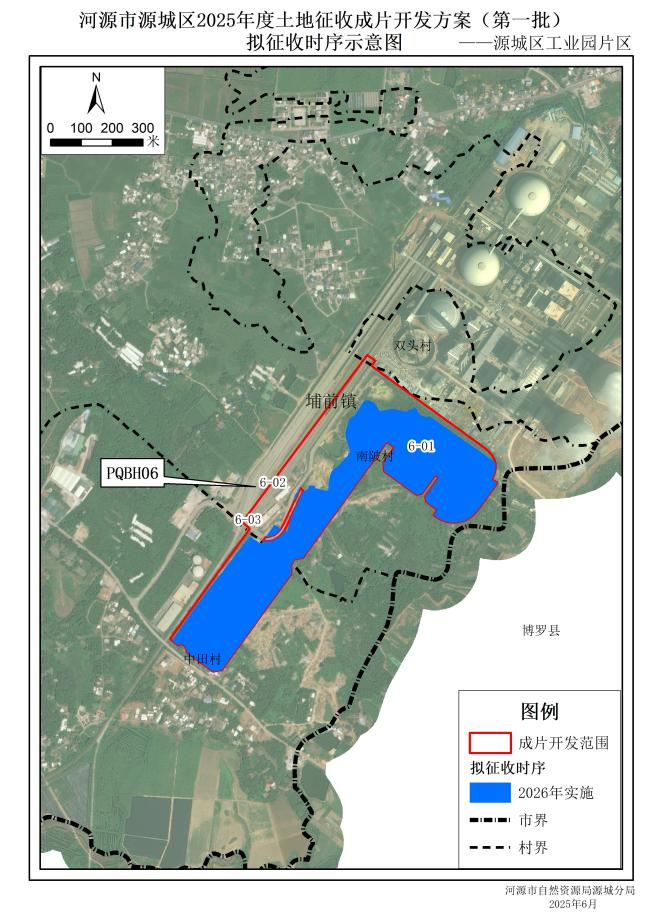 河源市源城区2025年度土地征收成片开发方案（第一批）
拟征收时序示意图
——源城区工业园片区
N
0 100 200 300
米
双头村
埔前镇
6-01
南陂村
PQBH06
6-02
6-03
中田村
博罗县
图例
成片开发范围
拟征收时序
2026年实施
市界
村界
河源市自然资源局源城分局
2025年6月